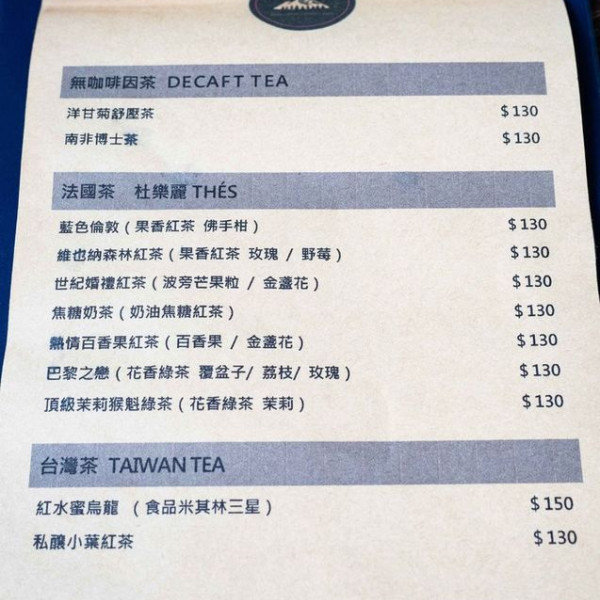 無咖啡因茶 DECAFT TEA
洋甘菊舒壓茶 $130
南非博士茶 $130
法國茶 杜樂麗 THÉS
藍色倫敦(果香紅茶 佛手柑) $130
維也納森林紅茶(果香紅茶 玫瑰 / 野莓) $130
世紀婚禮紅茶(波旁芒果粒 / 金盞花) $130
焦糖奶茶(奶油焦糖紅茶) $130
熱情百香果紅茶(百香果 / 金盞花) $130
巴黎之戀(花香綠茶 覆盆子/ 荔枝/ 玫瑰) $130
頂級茉莉猴魁綠茶(花香綠茶 茉莉) $130
台灣茶 TAIWAN TEA
紅水蜜烏龍 (食品米其林三星) $150
私釀小葉紅茶 $130